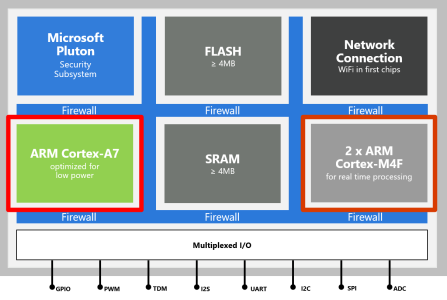 Microsoft
Pluton
Security
Subsystem
FLASH
≥ 4MB
Network
Connection
WiFi in first chips
Firewall
Firewall
Firewall
ARM Cortex-A7
optimized for
low power
SRAM
≥ 4MB
2 x ARM
Cortex-M4F
for real time processing
Firewall
Firewall
Firewall
Multiplexed I/O
GPIO
PWM
TDM
I2S
UART
I2C
SPI
ADC